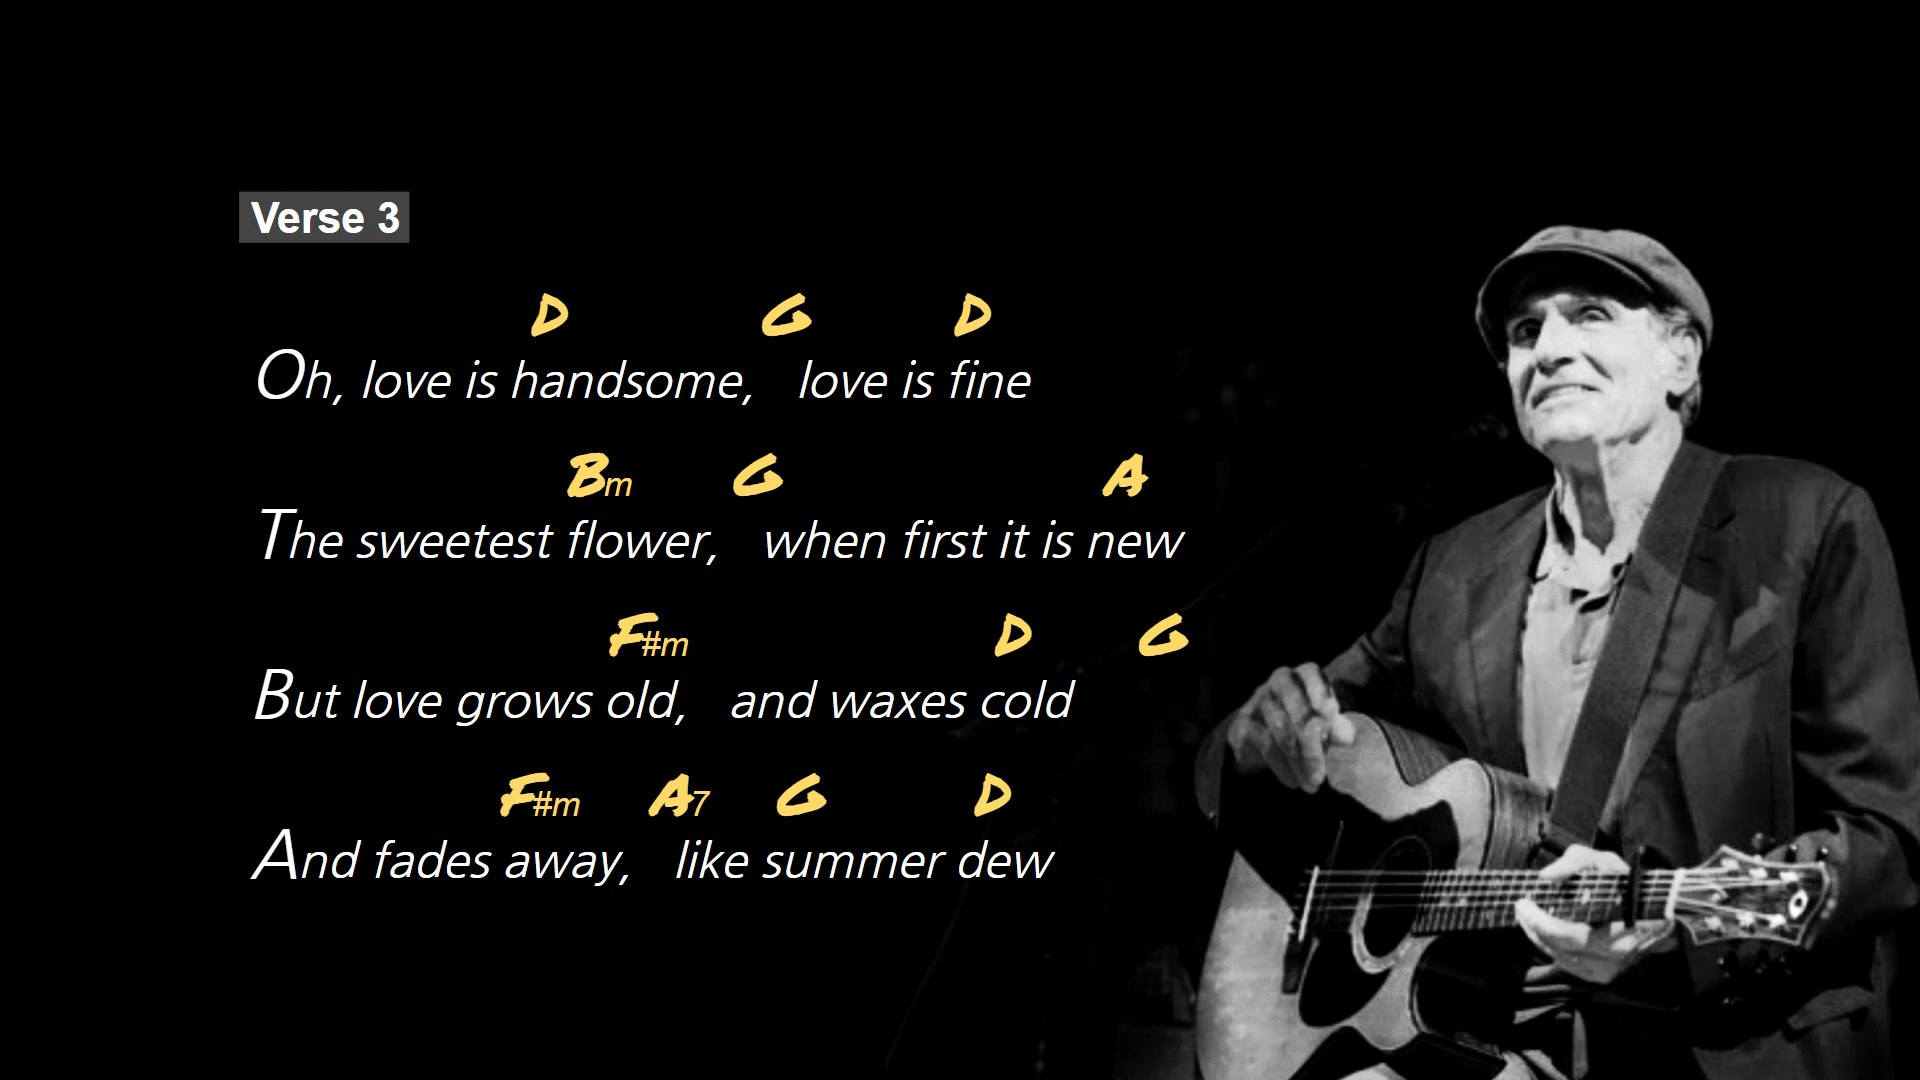 Verse 3
D G D
Oh, love is handsome, love is fine
Bm G A
The sweetest flower, when first it is new
F#m D G
But love grows old, and waxes cold
F#m A7 G D
And fades away, like summer dew